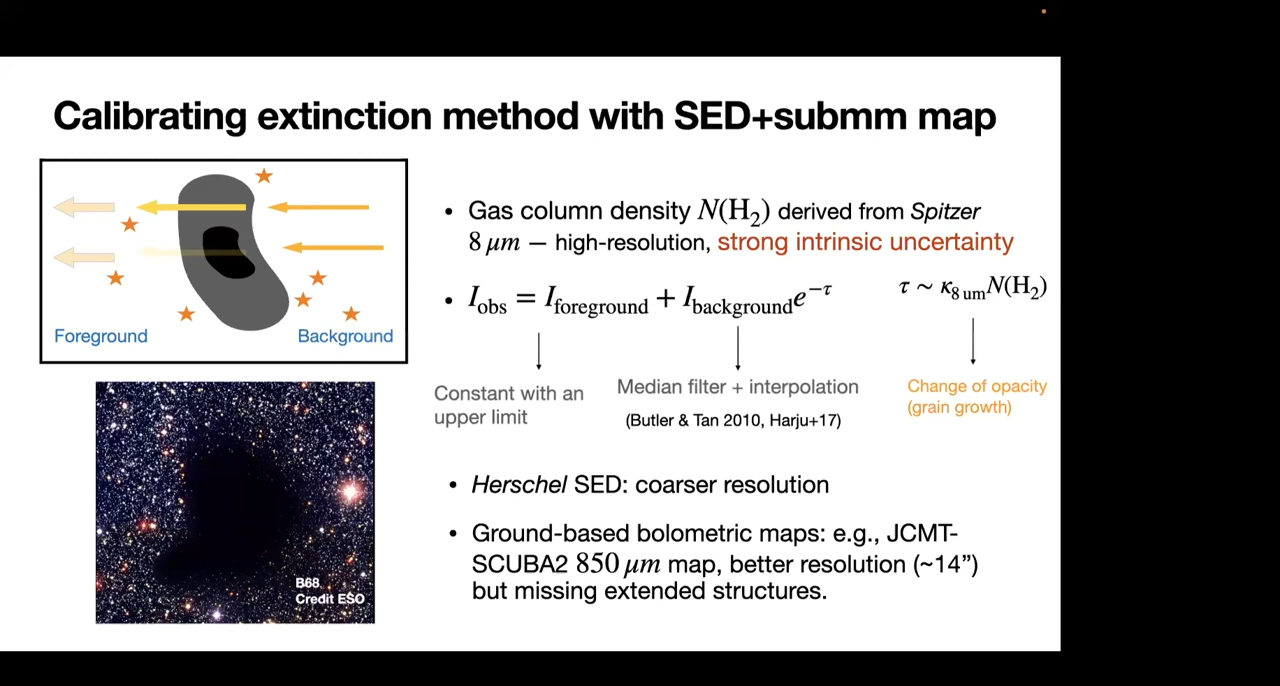 Calibrating extinction method with SED+submm map
Foreground
Background
B68
Credit ESO
• Gas column density N(H₂) derived from Spitzer
8 μm — high-resolution, strong intrinsic uncertainty
• I_obs = I_foreground + I_background e^−τ
τ ~ κ_8 um N(H₂)
Constant with an
upper limit
Median filter + interpolation
(Butler & Tan 2010, Harju+17)
Change of opacity
(grain growth)
• Herschel SED: coarser resolution
• Ground-based bolometric maps: e.g., JCMT-
SCUBA2 850 μm map, better resolution (~14”)
but missing extended structures.